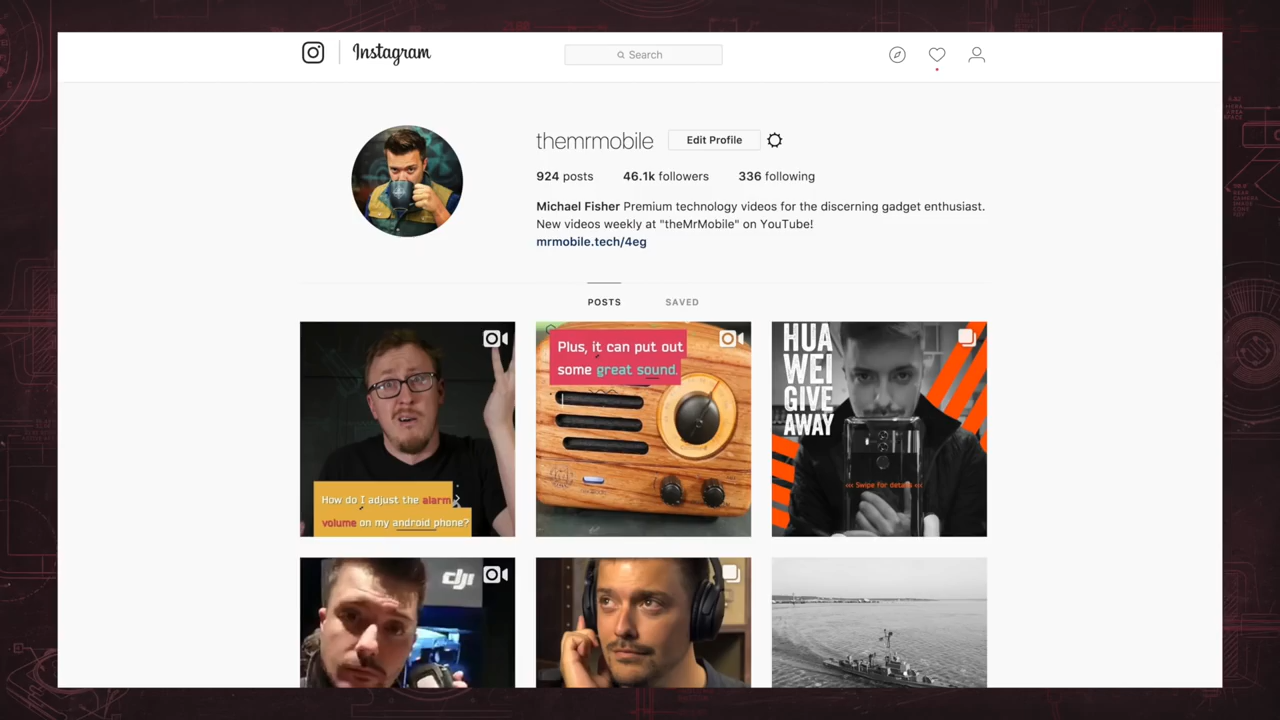 Instagram
Search
themrmobile
Edit Profile
924 posts
46.1k followers
336 following
Michael Fisher Premium technology videos for the discerning gadget enthusiast.
New videos weekly at "theMrMobile" on YouTube!
mrmobile.tech/4eg
POSTS
SAVED
How do I adjust the alarm
volume on my android phone?
Plus, it can put out
some great sound.
HUA
WEI
GIVE
AWAY
««« Swipe for details «««
dji